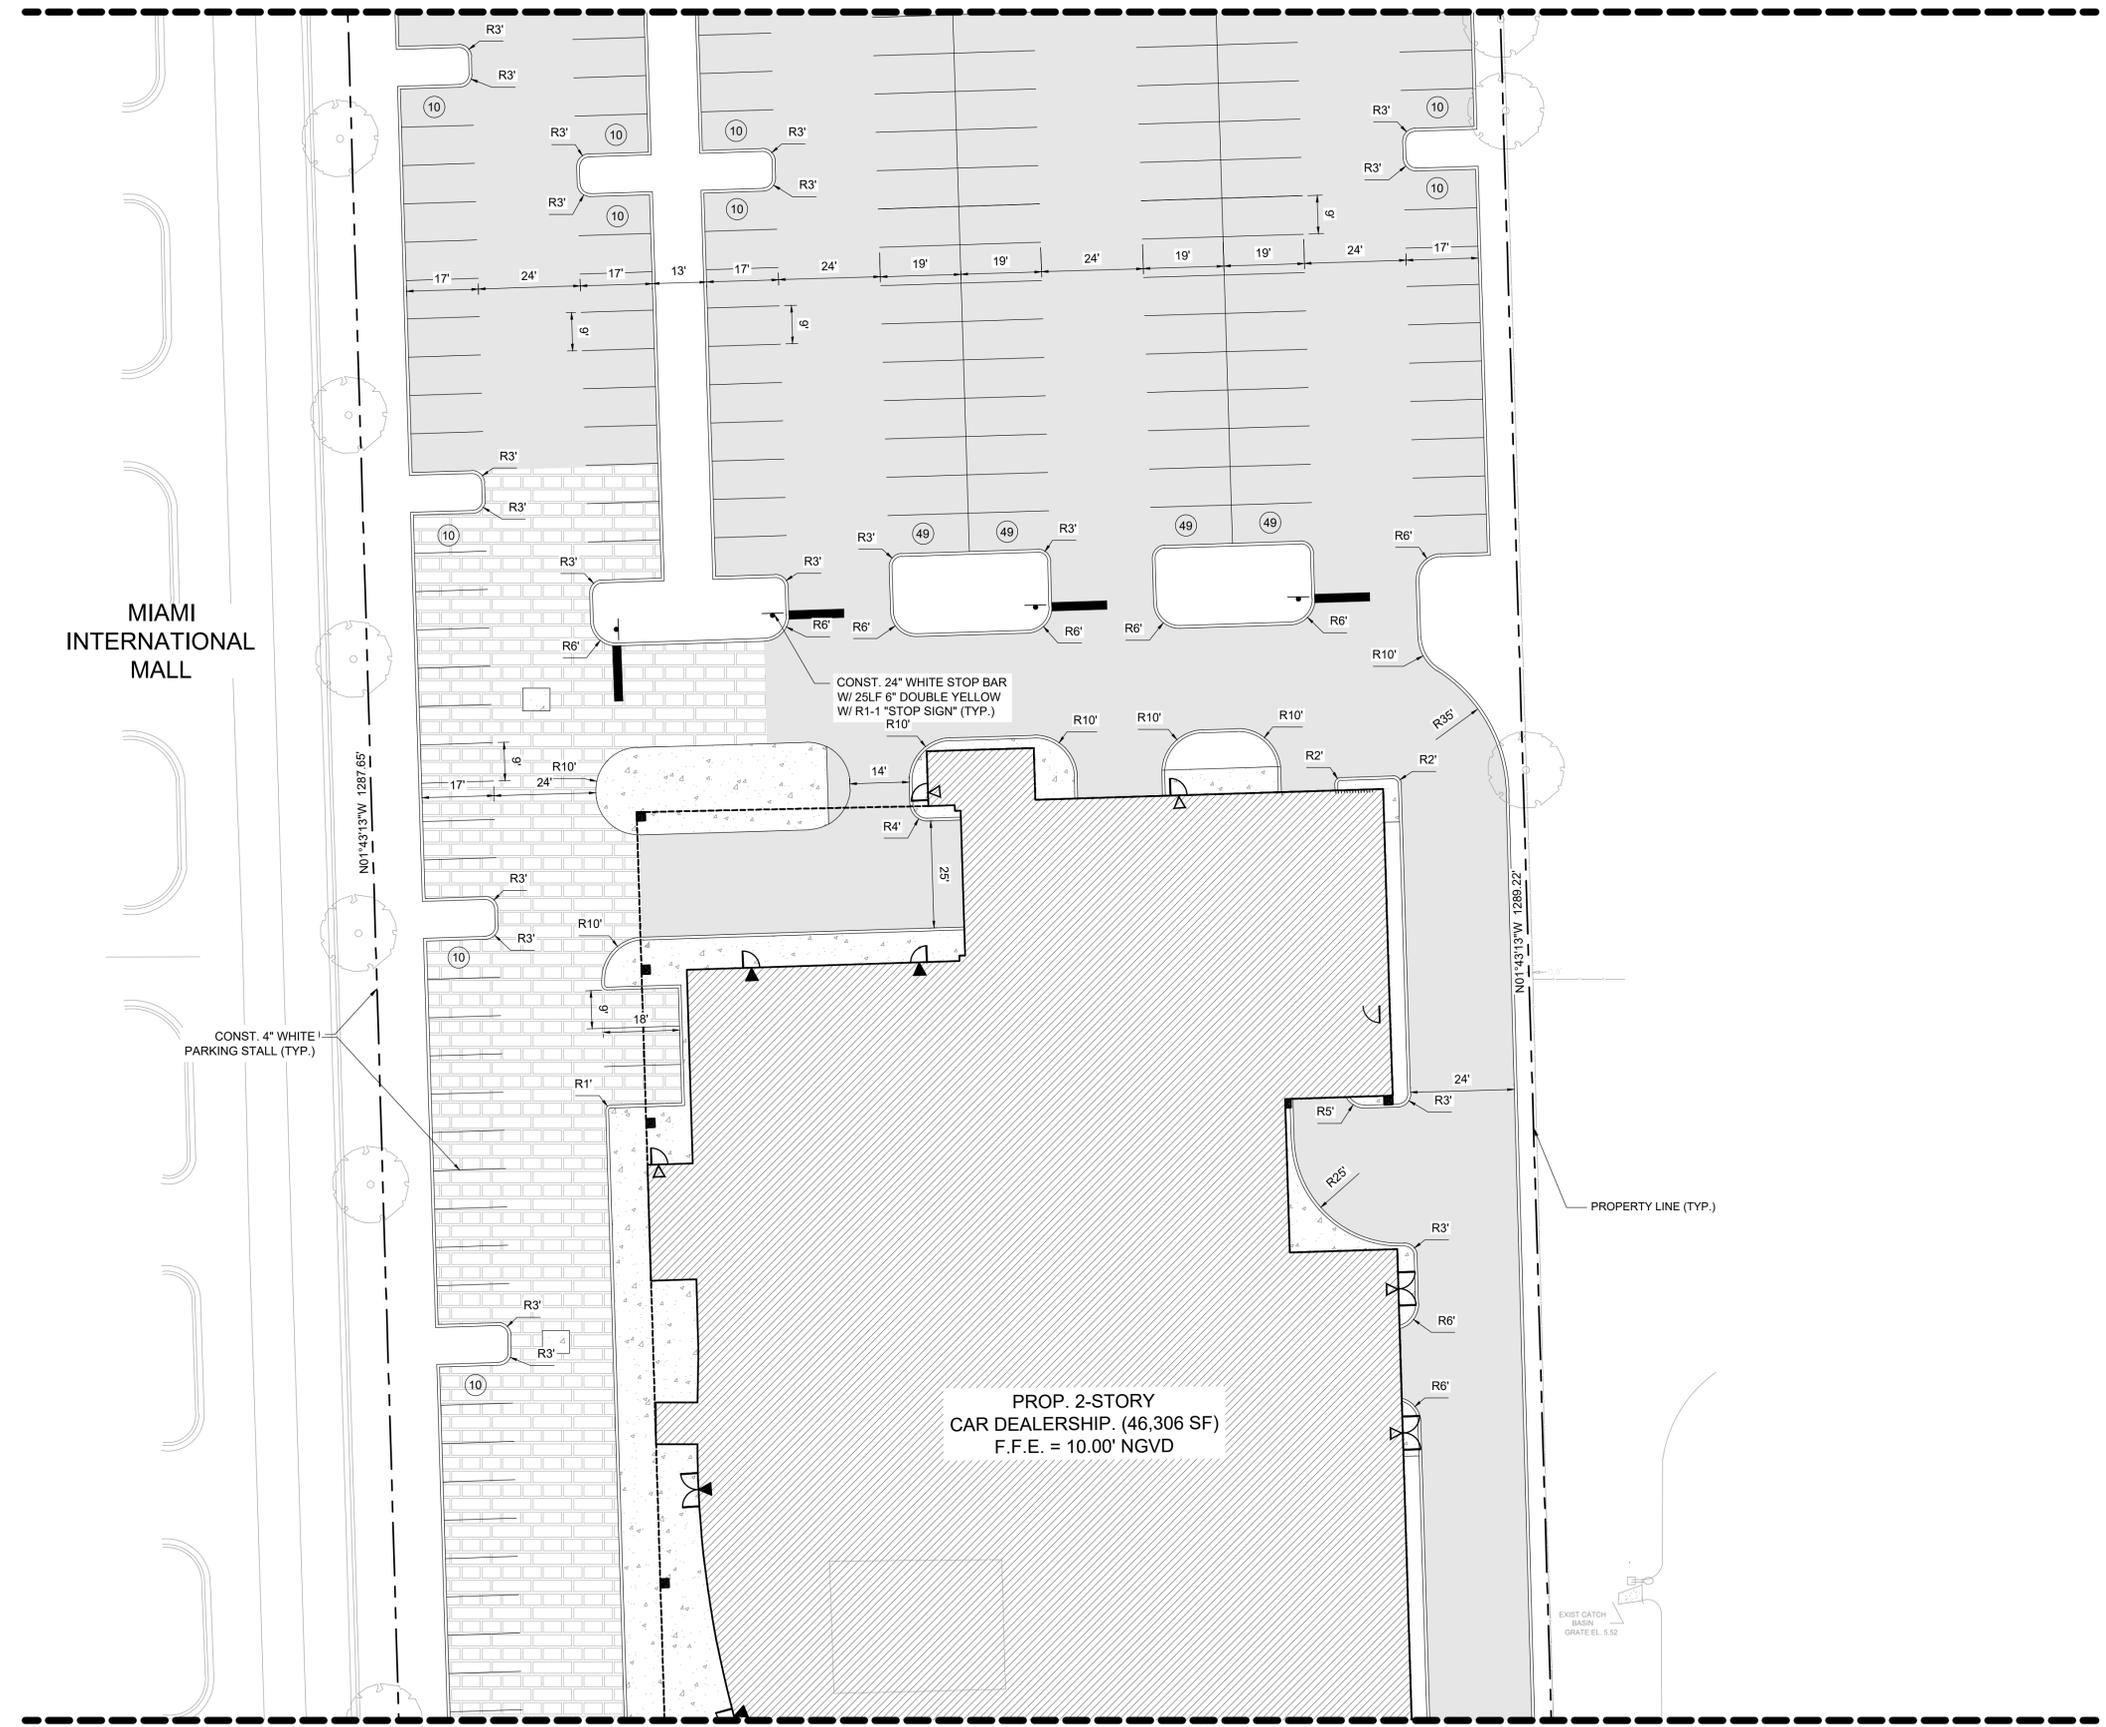 R3'
R3'
10
10
10
10
R3'
R3'
R3'
R3'
R3'
R3'
10
10
10
10
9'
17'
24'
17'
13'
17'
24'
19'
19'
24'
19'
19'
24'
17'
9'
9'
R3'
R3'
10
R3'
R3'
R3'
49
49
R3'
49
49
R6'
R6'
R6'
R6'
R6'
R6'
R6'
R10'
MIAMI
INTERNATIONAL
MALL
CONST. 24" WHITE STOP BAR
W/ 25LF 6" DOUBLE YELLOW
W/ R1-1 "STOP SIGN" (TYP.)
R10'
R10'
R10'
R10'
R35'
N01°43'13"W 1287.65'
9'
17'
24'
R10'
14'
R2'
R2'
R4'
25'
R3'
R3'
10
R10'
N01°43'13"W 1289.22'
9'
18'
CONST. 4" WHITE
PARKING STALL (TYP.)
R1'
24'
R5'
R3'
R25'
PROPERTY LINE (TYP.)
R3'
R6'
R3'
R3'
10
R6'
PROP. 2-STORY
CAR DEALERSHIP. (46,306 SF)
F.F.E. = 10.00' NGVD
EXIST CATCH
BASIN
GRATE EL. 5.52